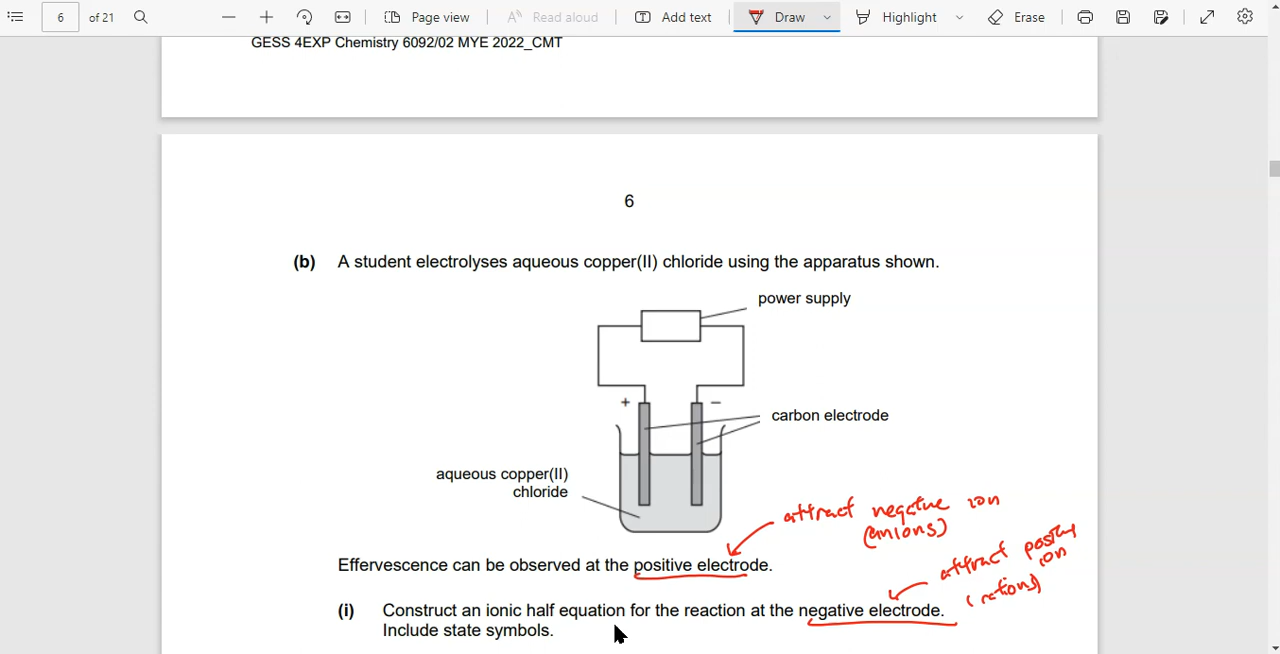 6 of 21 Page view Read aloud Add text Draw Highlight Erase
GESS 4EXP Chemistry 6092/02 MYE 2022_CMT
6
(b) A student electrolyses aqueous copper(II) chloride using the apparatus shown.
power supply
+ −
carbon electrode
aqueous copper(II)
chloride
attract negative ion
(anions)
Effervescence can be observed at the positive electrode.
attract positive
ion
(cations)
(i) Construct an ionic half equation for the reaction at the negative electrode.
Include state symbols.